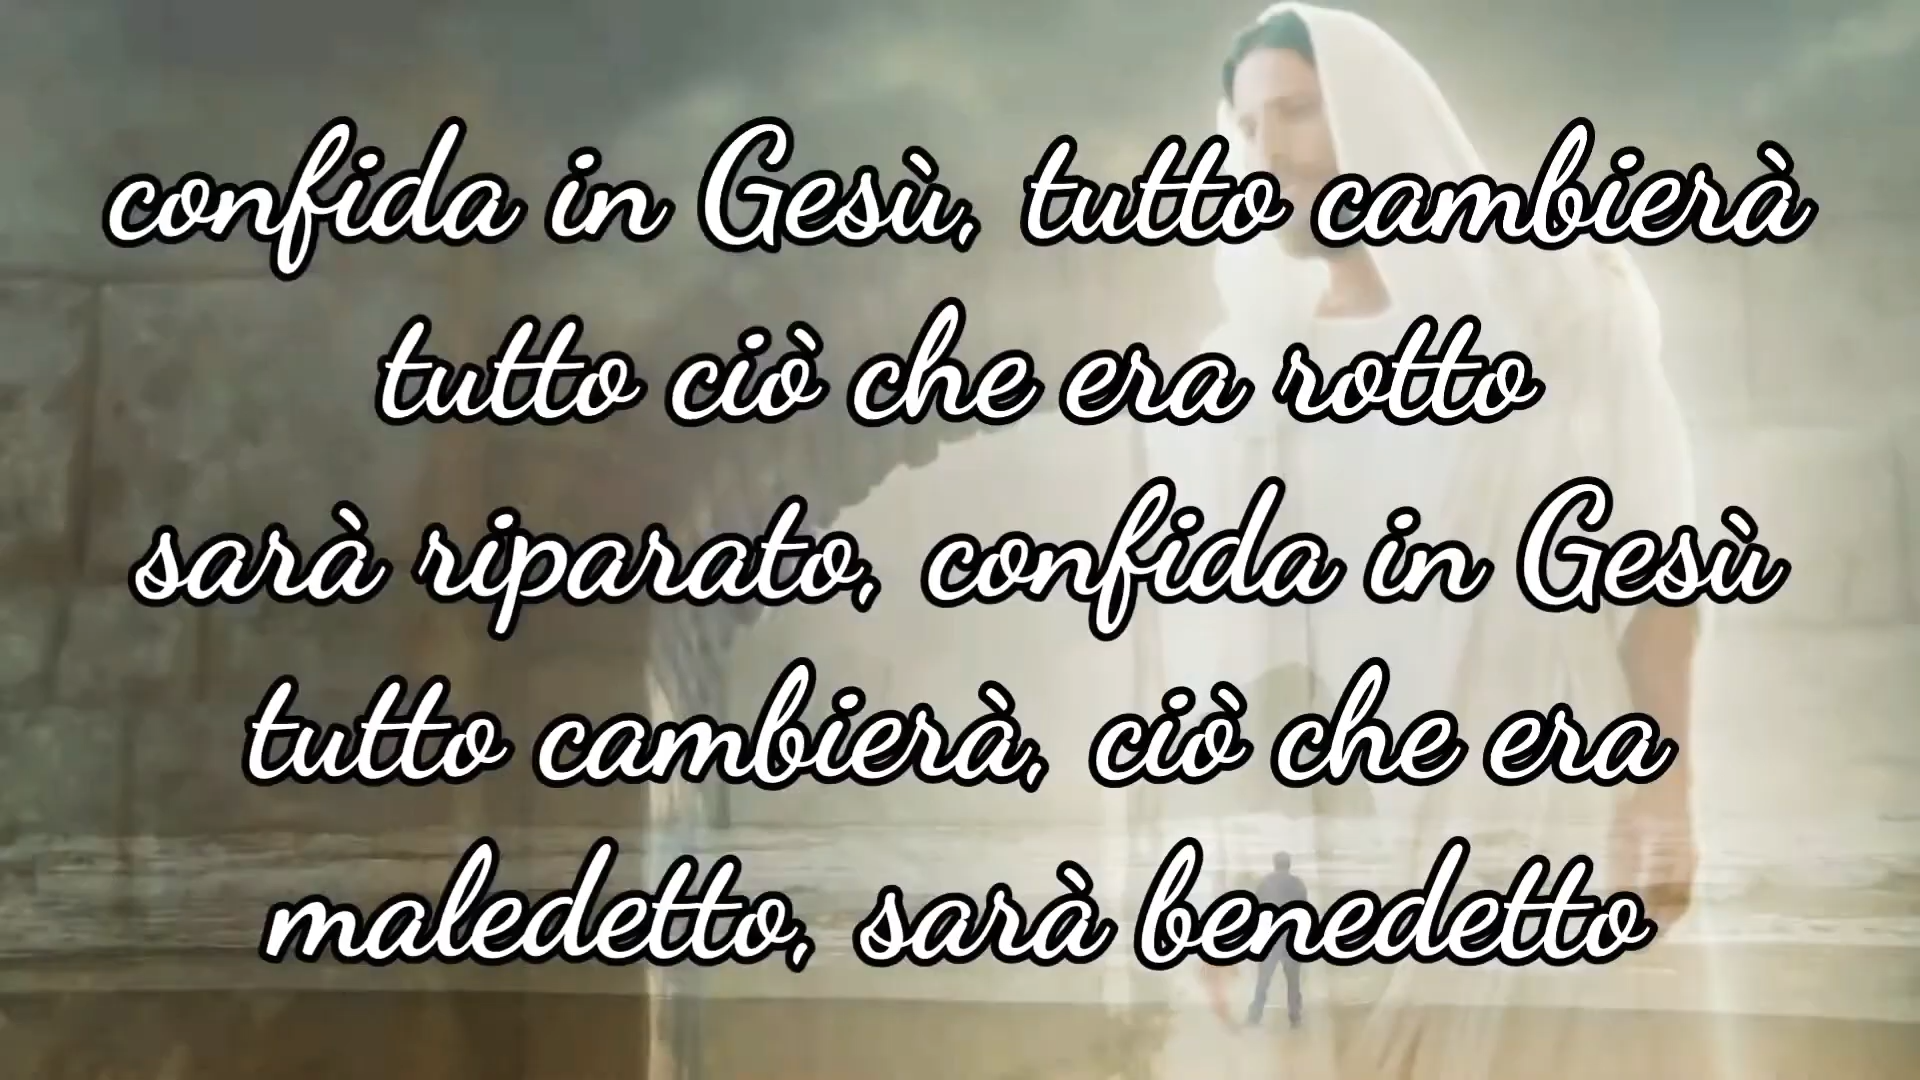 confida in Gesù, tutto cambierà
tutto ciò che era rotto
sarà riparato, confida in Gesù
tutto cambierà, ciò che era
maledetto, sarà benedetto